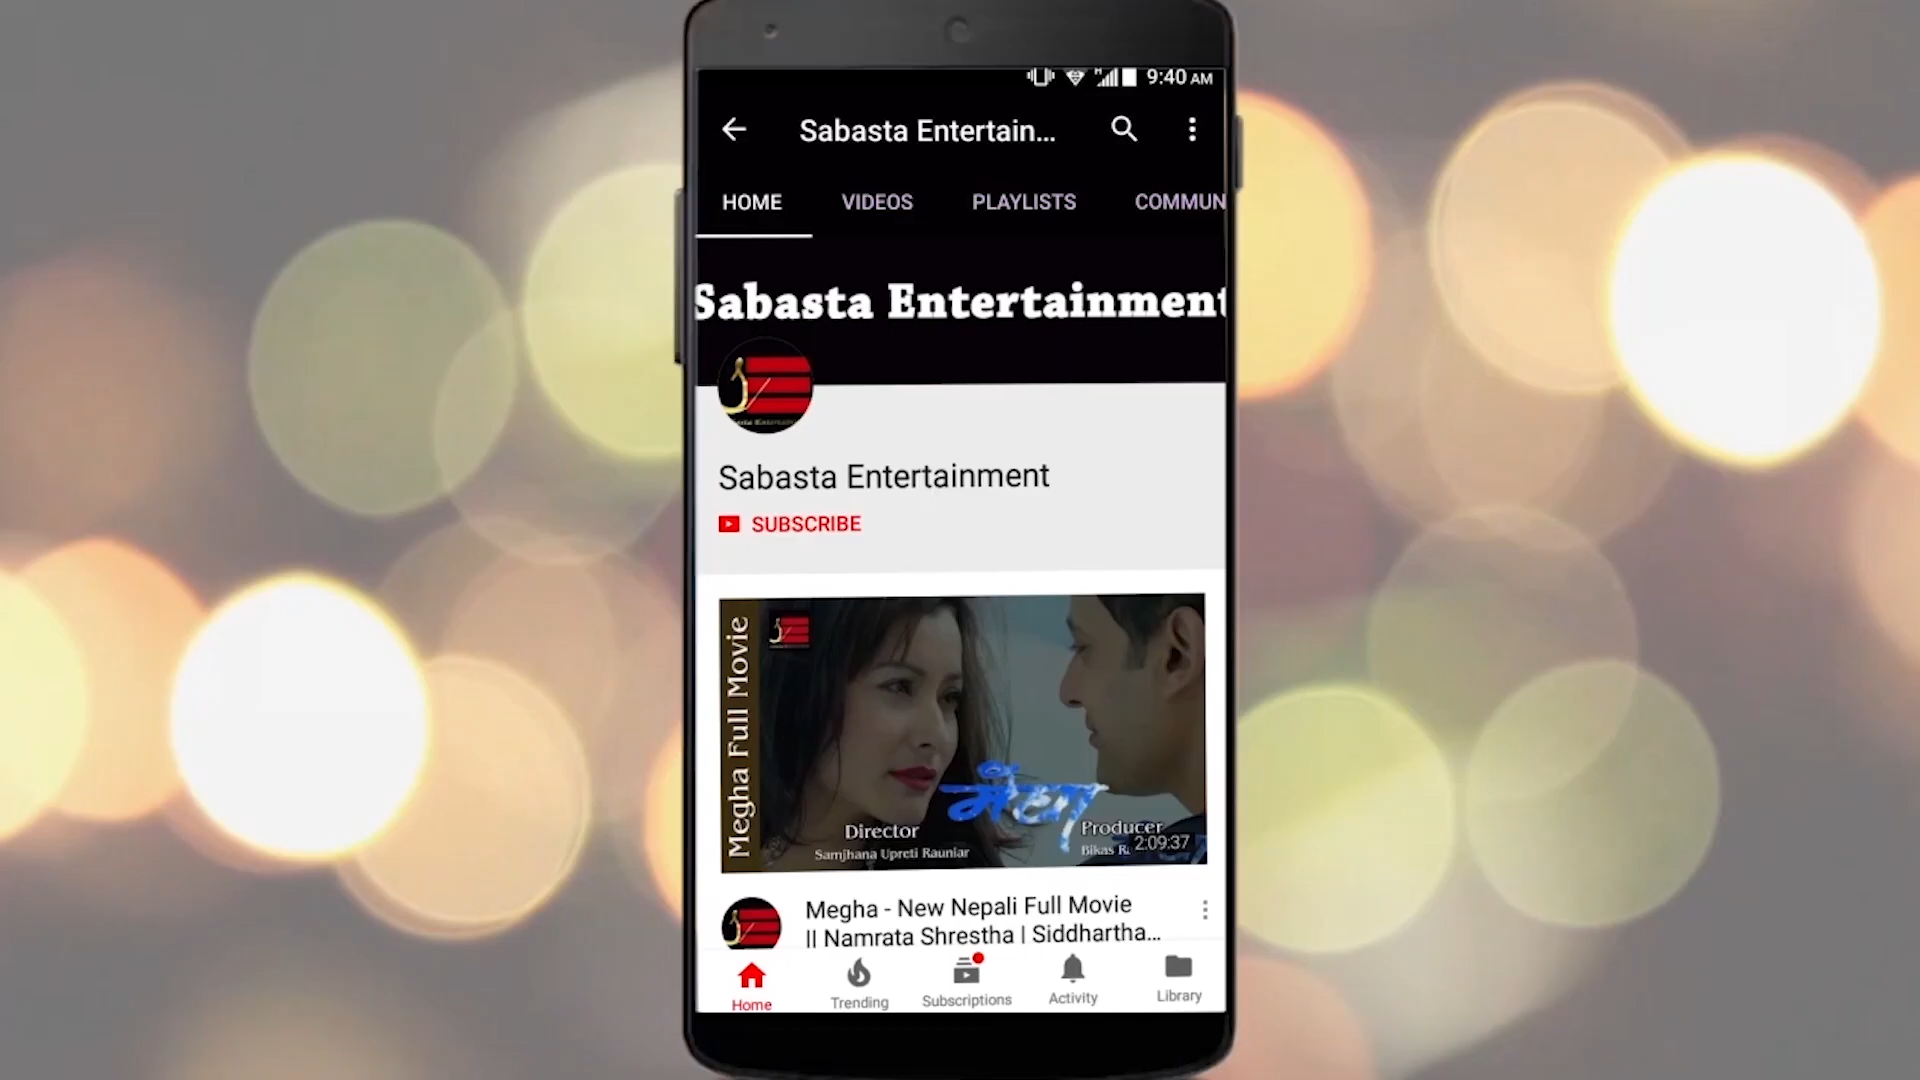 9:40 AM
Sabasta Entertain...
HOME VIDEOS PLAYLISTS COMMUN
Sabasta Entertainment
Sabasta Entertainment
SUBSCRIBE
Megha Full Movie
मेघा
Director
Samjhana Upreti Rauniar
Producer
Bikas
2:09:37
Megha - New Nepali Full Movie
|| Namrata Shrestha | Siddhartha...
Home Trending Subscriptions Activity Library